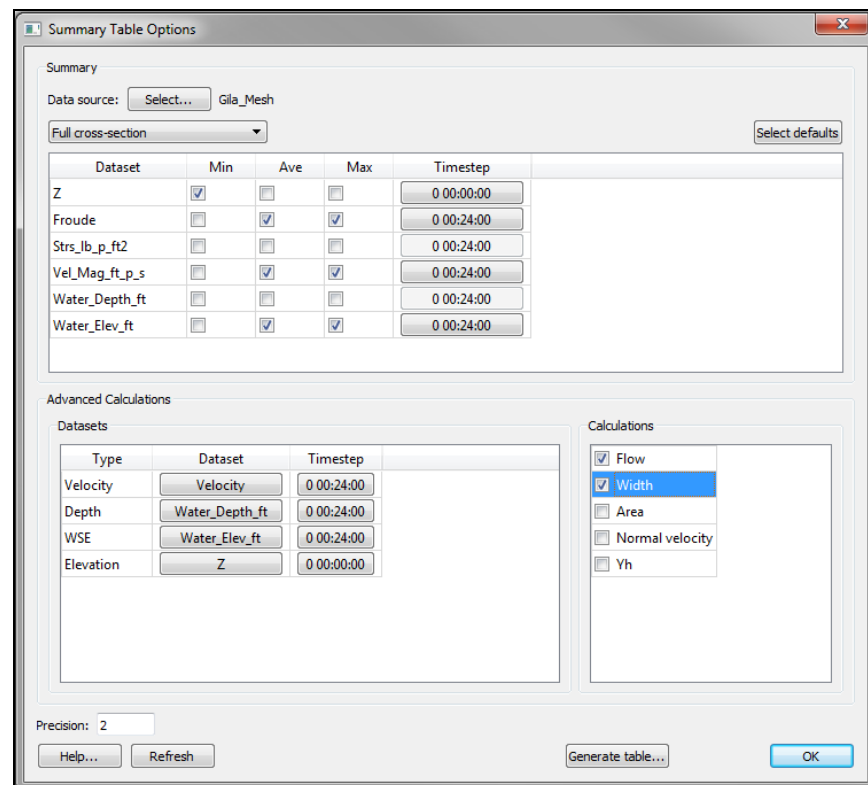 Summary Table Options
Summary
Data source: Select... Gila_Mesh
Full cross-section Select defaults
Dataset Min Ave Max Timestep
Z 0 00:00:00
Froude 0 00:24:00
Strs_lb_p_ft2 0 00:24:00
Vel_Mag_ft_p_s 0 00:24:00
Water_Depth_ft 0 00:24:00
Water_Elev_ft 0 00:24:00
Advanced Calculations
Datasets Calculations
Type Dataset Timestep Flow
Velocity Velocity 0 00:24:00 Width
Depth Water_Depth_ft 0 00:24:00 Area
WSE Water_Elev_ft 0 00:24:00 Normal velocity
Elevation Z 0 00:00:00 Yh
Precision: 2
Help... Refresh Generate table... OK